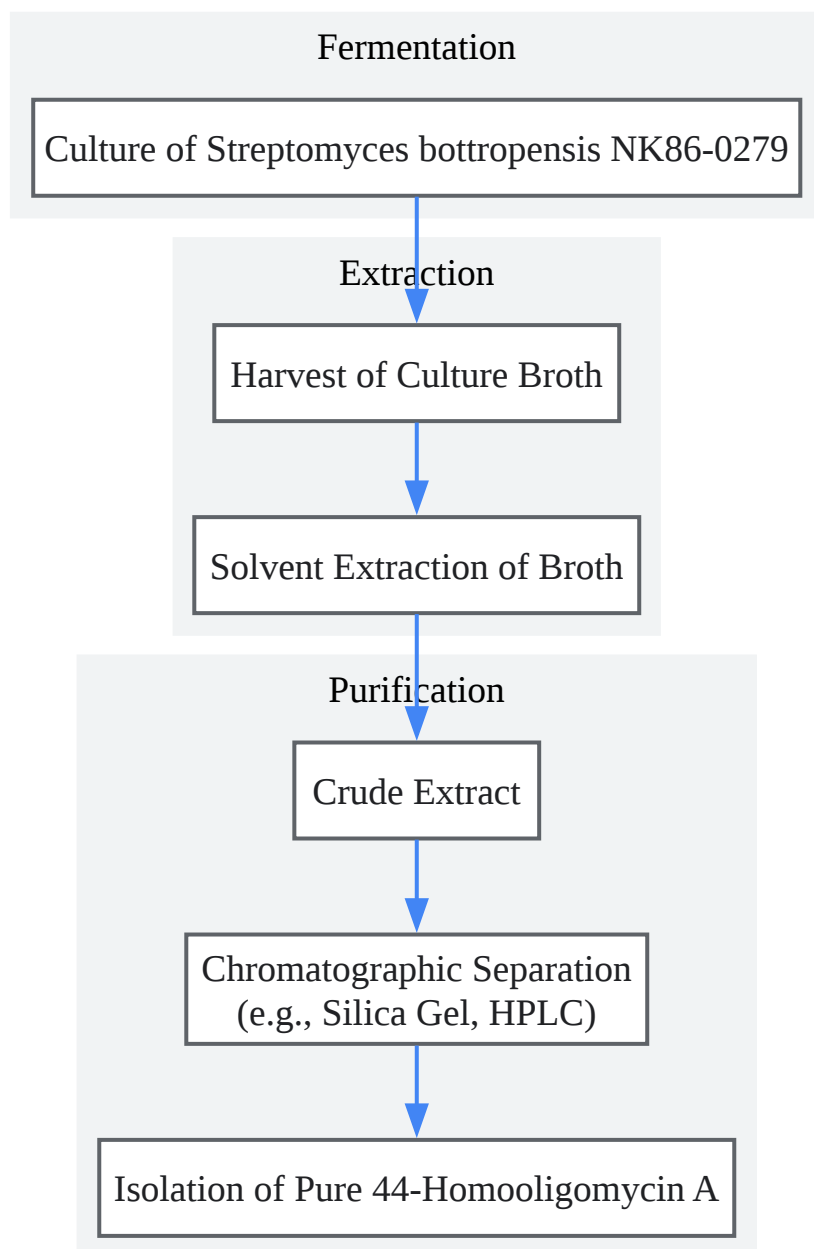 Fermentation
Culture of Streptomyces bottropensis NK86-0279
Extraction
Harvest of Culture Broth
Solvent Extraction of Broth
Purification
Crude Extract
Chromatographic Separation
(e.g., Silica Gel, HPLC)
Isolation of Pure 44-Homooligomycin A